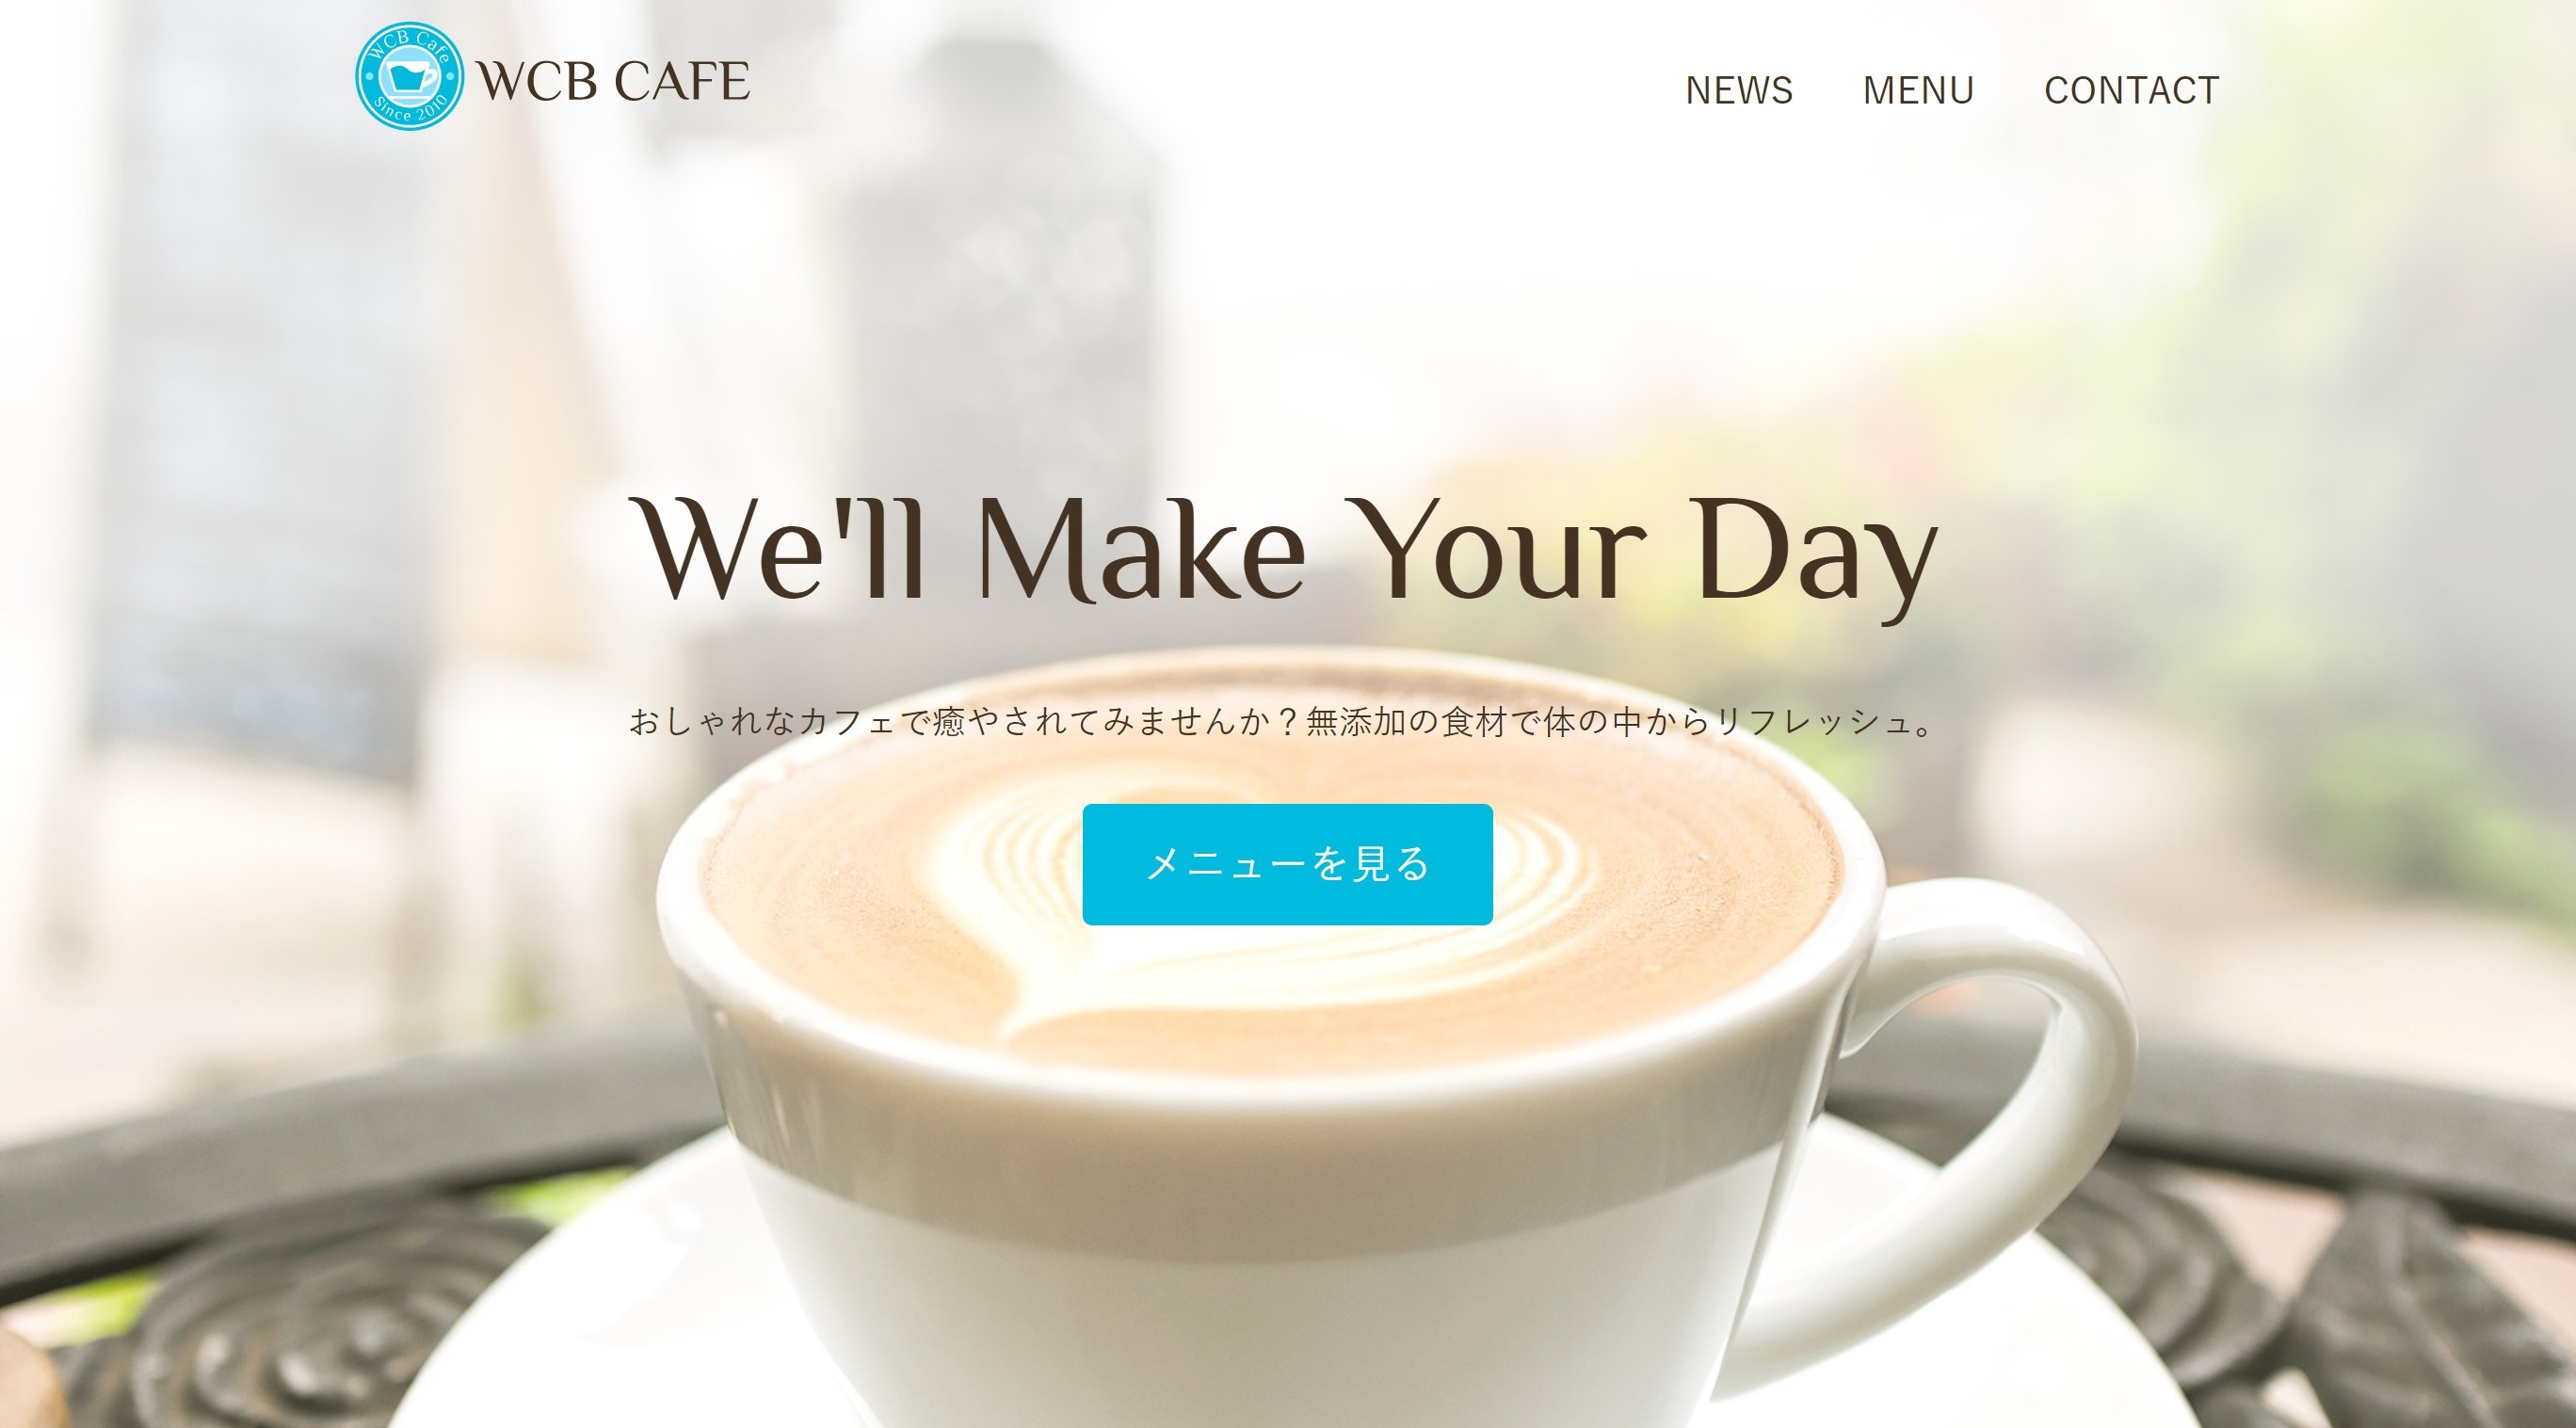 WCB Cafe
Since 2010
WCB CAFE
NEWS MENU CONTACT
We'll Make Your Day
おしゃれなカフェで癒やされてみませんか？無添加の食材で体の中からリフレッシュ。
メニューを見る